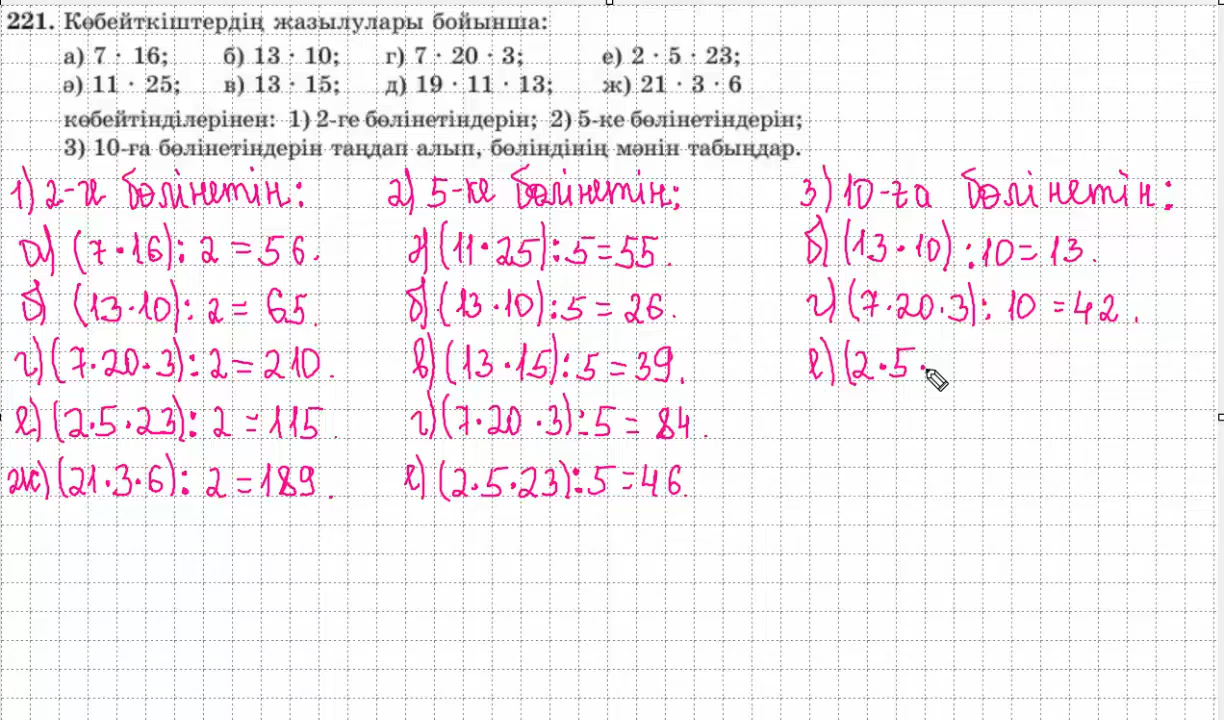 221. Көбейткіштердің жазылулары бойынша:
а) 7 · 16; б) 13 · 10; г) 7 · 20 · 3; е) 2 · 5 · 23;
ә) 11 · 25; в) 13 · 15; д) 19 · 11 · 13; ж) 21 · 3 · 6
көбейтінділерінен: 1) 2-ге бөлінетіндерін; 2) 5-ке бөлінетіндерін;
3) 10-ға бөлінетіндерін таңдап алып, бөліндінің мәнін табыңдар.
1) 2-ге бөлінетін:
а) (7·16) : 2 = 56.
б) (13·10) : 2 = 65.
г) (7·20·3) : 2 = 210.
е) (2·5·23) : 2 = 115.
ж) (21·3·6) : 2 = 189.
2) 5-ке бөлінетін:
ә) (11·25) : 5 = 55.
б) (13·10) : 5 = 26.
в) (13·15) : 5 = 39.
г) (7·20·3) : 5 = 84.
е) (2·5·23) : 5 = 46.
3) 10-ға бөлінетін:
б) (13·10) : 10 = 13.
г) (7·20·3) : 10 = 42.
е) (2·5·